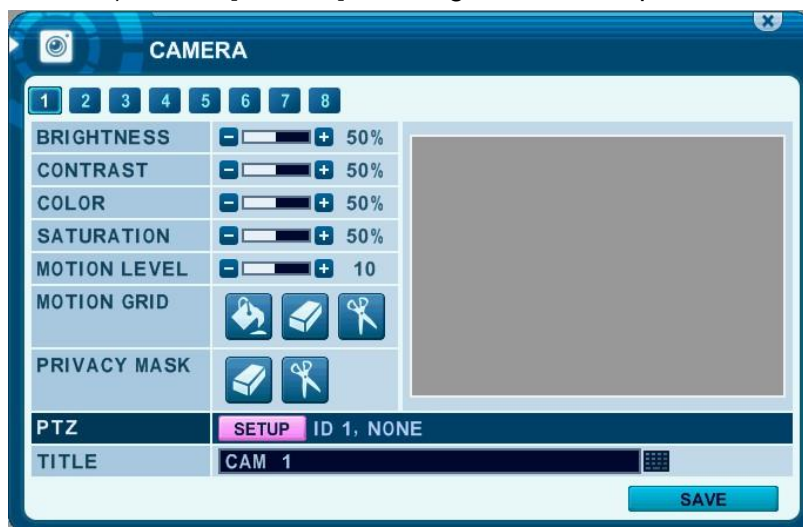 CAMERA
1 2 3 4 5 6 7 8
BRIGHTNESS 50%
CONTRAST 50%
COLOR 50%
SATURATION 50%
MOTION LEVEL 10
MOTION GRID
PRIVACY MASK
PTZ SETUP ID 1, NONE
TITLE CAM 1
SAVE